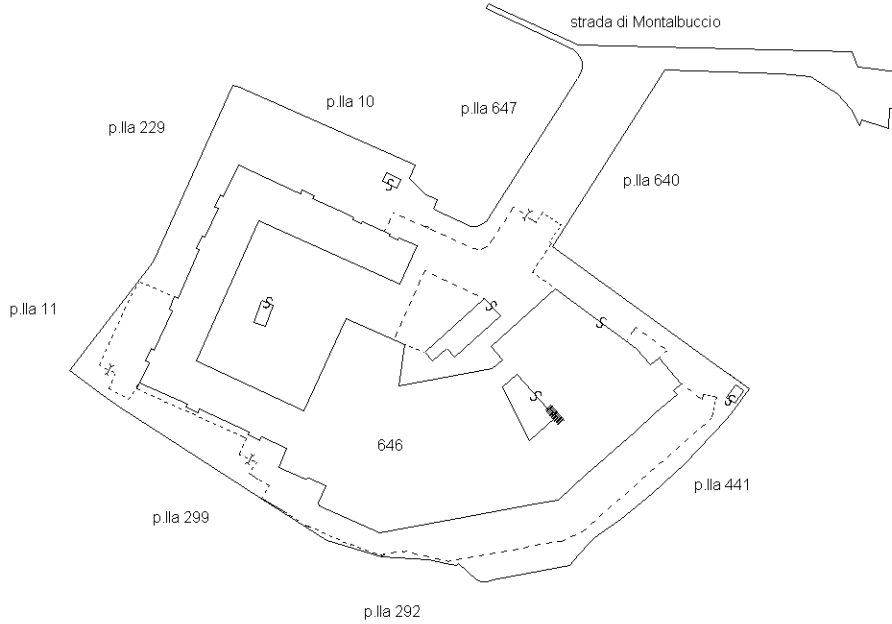 strada di Montalbuccio
p.lla 10
p.lla 647
p.lla 229
p.lla 640
p.lla 11
646
p.lla 441
p.lla 299
p.lla 292